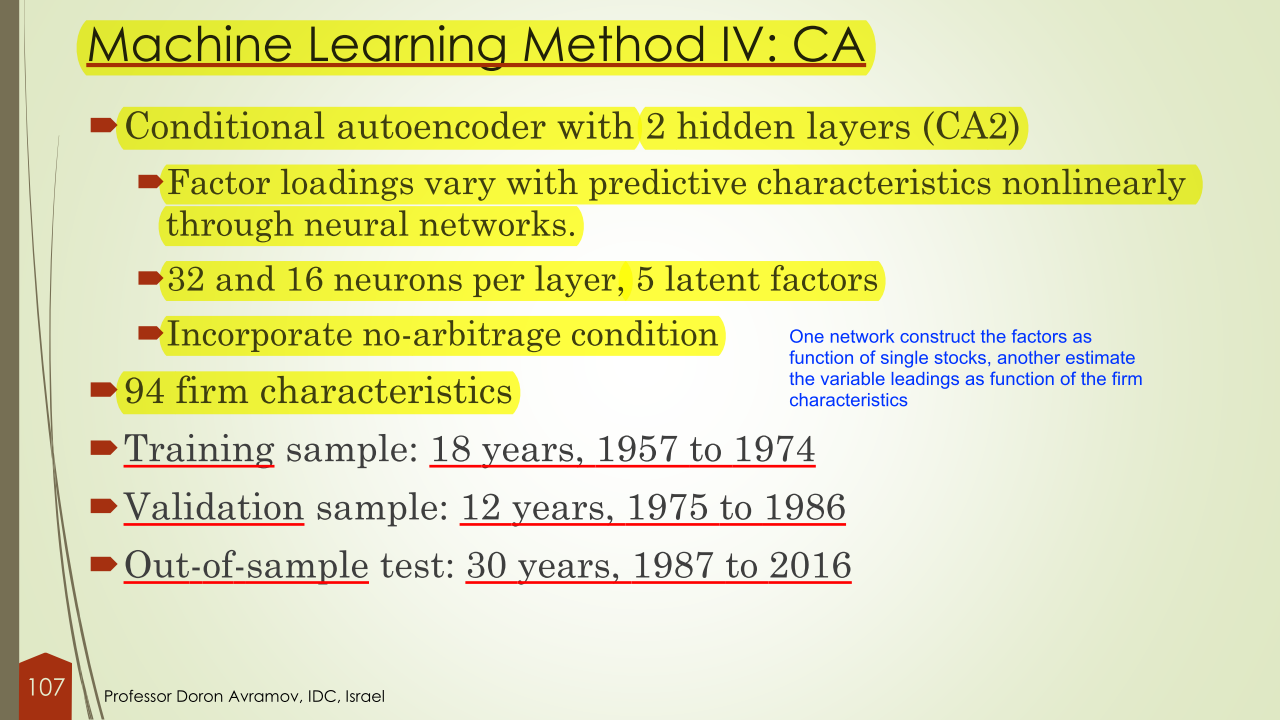 Machine Learning Method IV: CA
Conditional autoencoder with 2 hidden layers (CA2)
Factor loadings vary with predictive characteristics nonlinearly
through neural networks.
32 and 16 neurons per layer, 5 latent factors
Incorporate no-arbitrage condition
One network construct the factors as
function of single stocks, another estimate
the variable leadings as function of the firm
characteristics
94 firm characteristics
Training sample: 18 years, 1957 to 1974
Validation sample: 12 years, 1975 to 1986
Out-of-sample test: 30 years, 1987 to 2016
107
Professor Doron Avramov, IDC, Israel